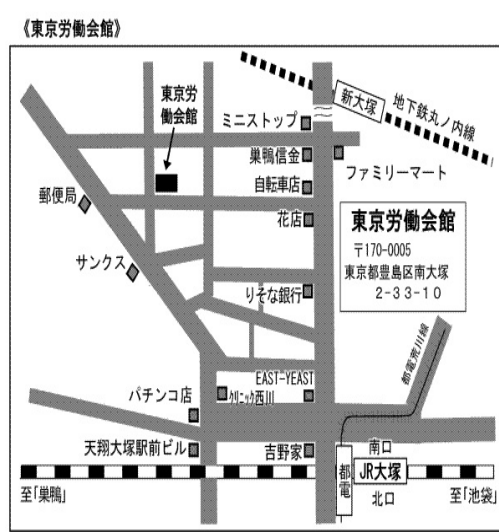 《東京労働会館》
東京労
働会館
ミニストップ
新大塚
地下鉄丸ノ内線
巣鴨信金
ファミリーマート
自転車店
郵便局
花店
東京労働会館
〒170-0005
東京都豊島区南大塚
2-33-10
サンクス
りそな銀行
都電荒川線
EAST-YEAST
パチンコ店
クリニック西川
天翔大塚駅前ビル
吉野家
南口
都電
JR大塚
至「巣鴨」
北口
至「池袋」